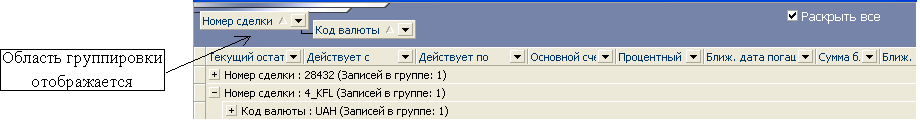 Номер сделки
Код валюты
Раскрыть все
Область группировки
отображается
Текущий остат Действует с Действует по Основной сче Процентный Ближ. дата погаш Сумма б. Ближ.
Номер сделки : 28432 (Записей в группе: 1)
Номер сделки : 4_KFL (Записей в группе: 1)
Код валюты : UAH (Записей в группе: 1)